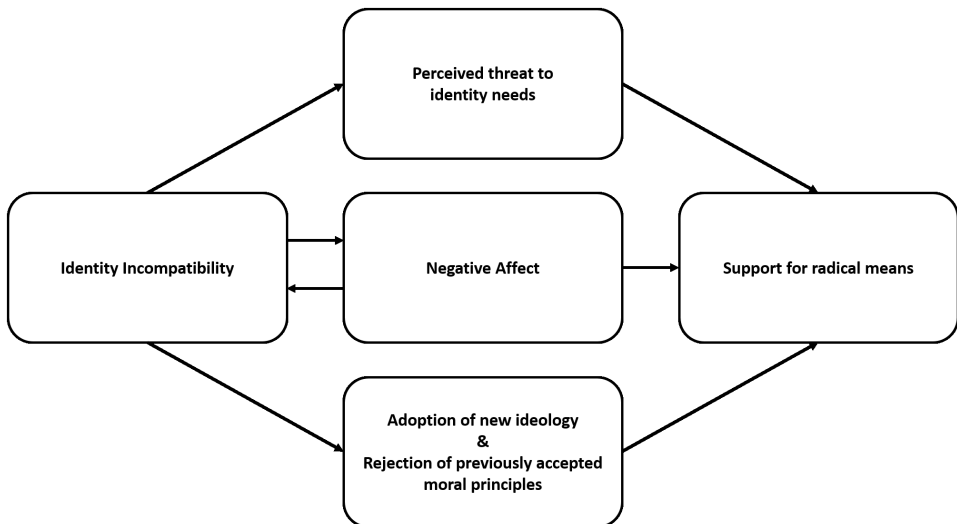 Perceived threat to
identity needs
Identity Incompatibility
Negative Affect
Support for radical means
Adoption of new ideology
&
Rejection of previously accepted
moral principles